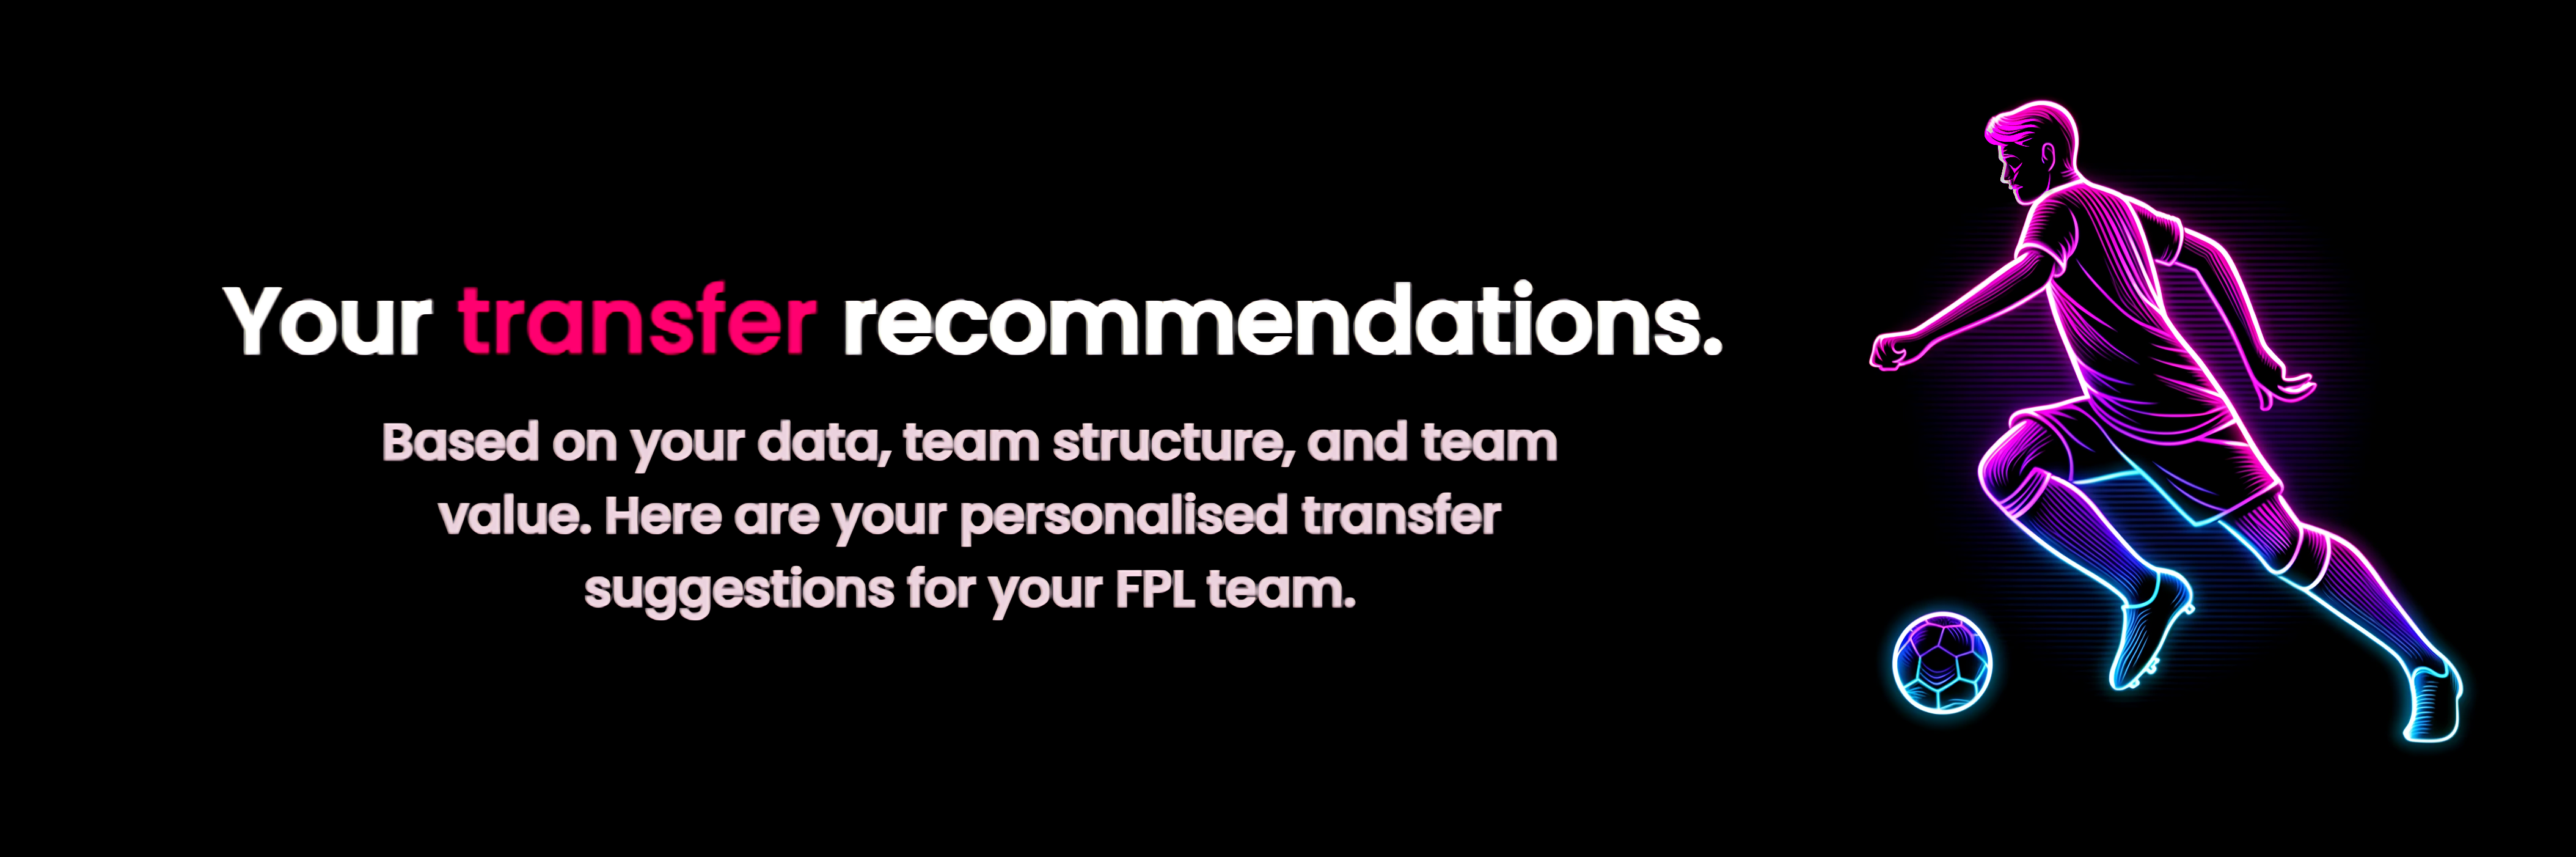 Your transfer recommendations.
Based on your data, team structure, and team
value. Here are your personalised transfer
suggestions for your FPL team.